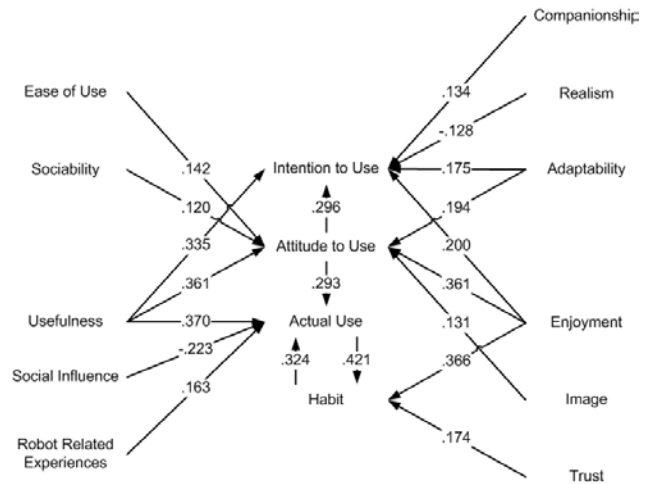 Companionship
Ease of Use
.134
Realism
-.128
Sociability
.142
Intention to Use
.175
Adaptability
.120
.296
.194
.335
Attitude to Use
.200
.361
.293
.361
Usefulness
.370
Actual Use
.131
Enjoyment
-.223
.324
.421
.366
Social Influence
.163
Habit
Image
.174
Robot Related
Experiences
Trust